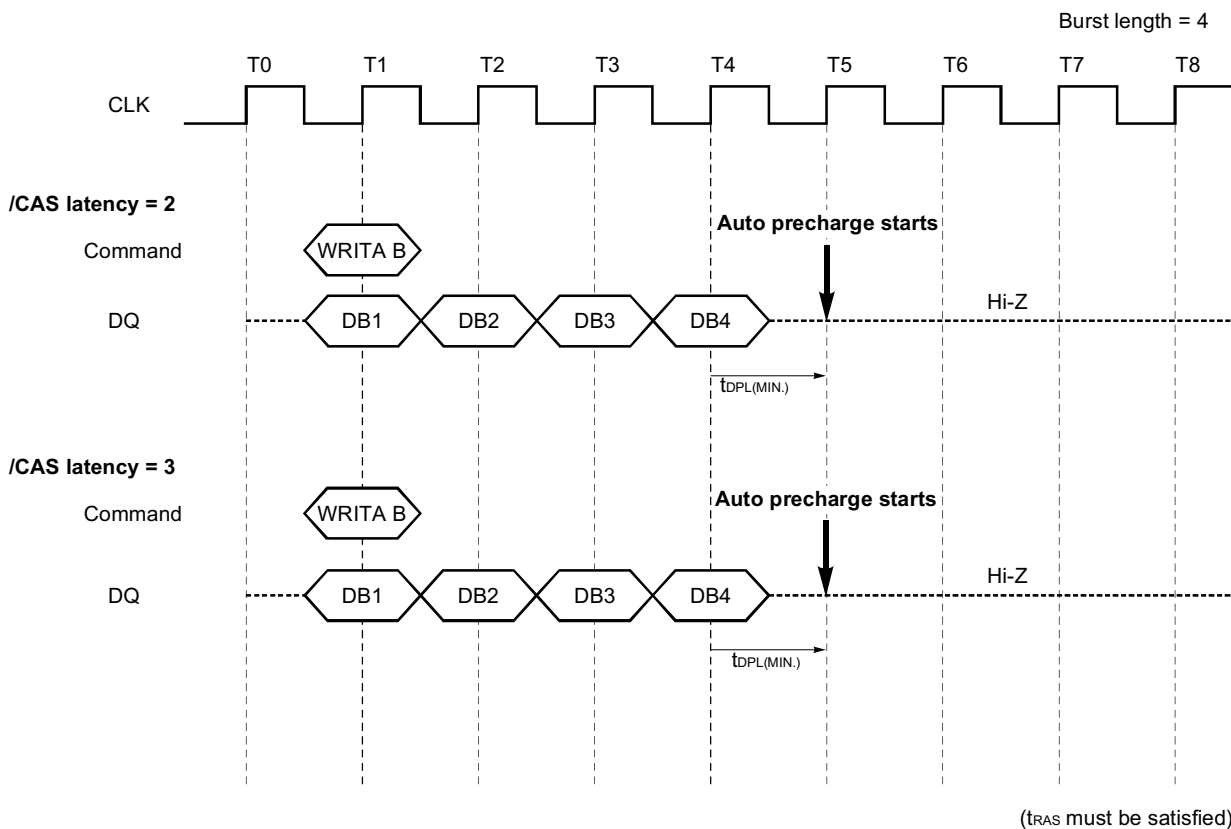 Burst length = 4
T0 T1 T2 T3 T4 T5 T6 T7 T8
CLK
/CAS latency = 2
Auto precharge starts
Command WRITA B
Hi-Z
DQ DB1 DB2 DB3 DB4
tDPL(MIN.)
/CAS latency = 3
Auto precharge starts
Command WRITA B
Hi-Z
DQ DB1 DB2 DB3 DB4
tDPL(MIN.)
(tRAS must be satisfied)